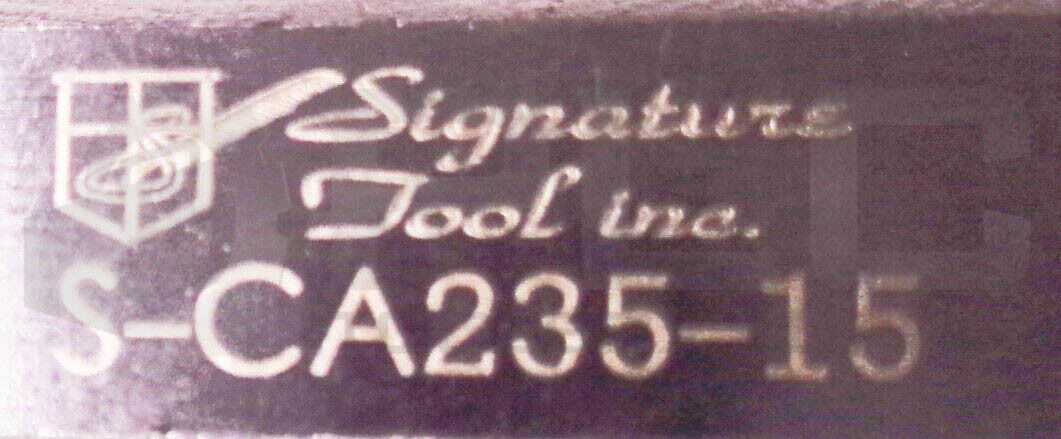 Signature
Tool inc.
S-CA235-15